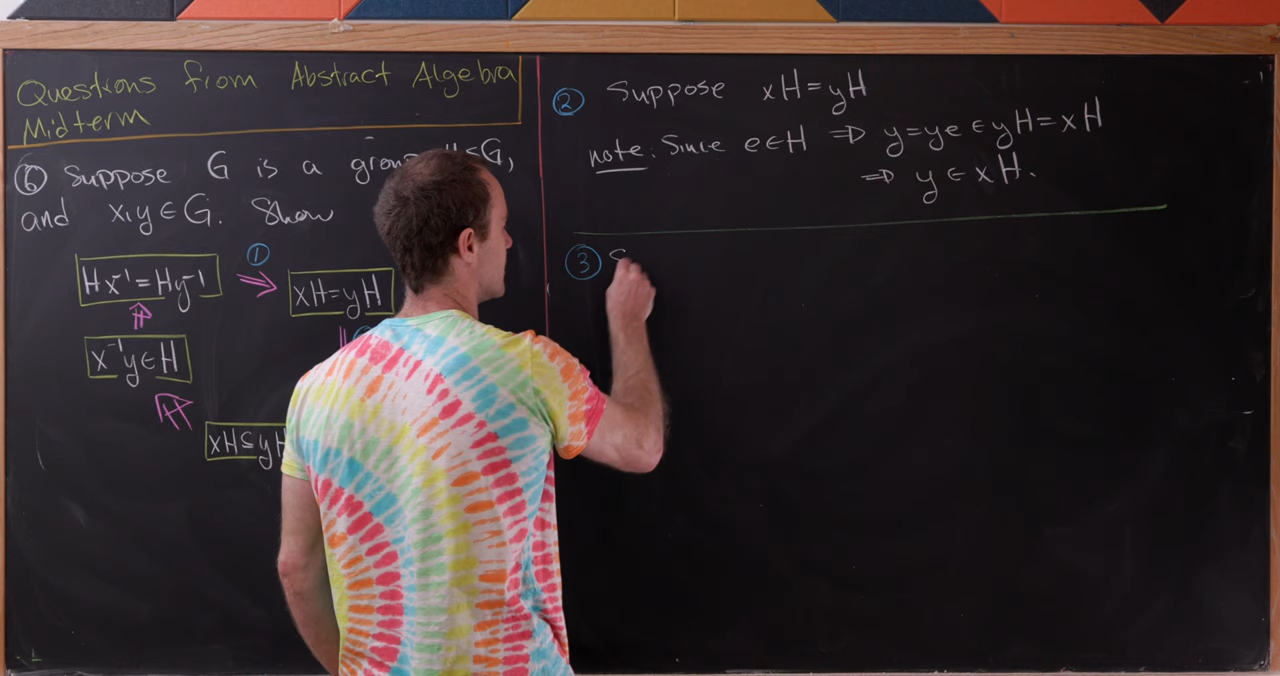 Questions from Abstract Algebra
Midterm
⑥ Suppose G is a
and x,y ∈ G. Show
Hx⁻¹=Hy⁻¹
① ⇒
xH=yH
⇑
x⁻¹y∈H
⇑
xH⊆yH
② Suppose xH=yH
note: Since e∈H ⇒ y=ye∈yH=xH
⇒ y∈xH.
③ S